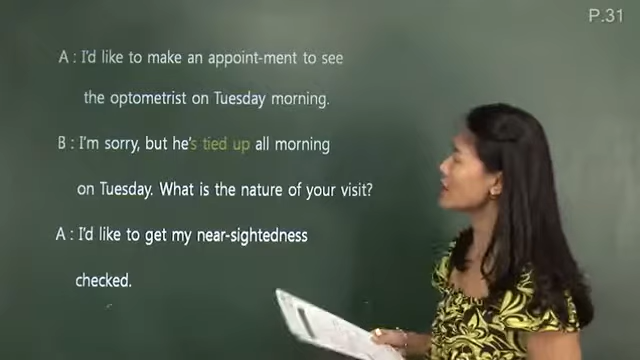 P.31
A : I'd like to make an appoint-ment to see
the optometrist on Tuesday morning.
B : I'm sorry, but he's tied up all morning
on Tuesday. What is the nature of your visit?
A : I'd like to get my near-sightedness
checked.